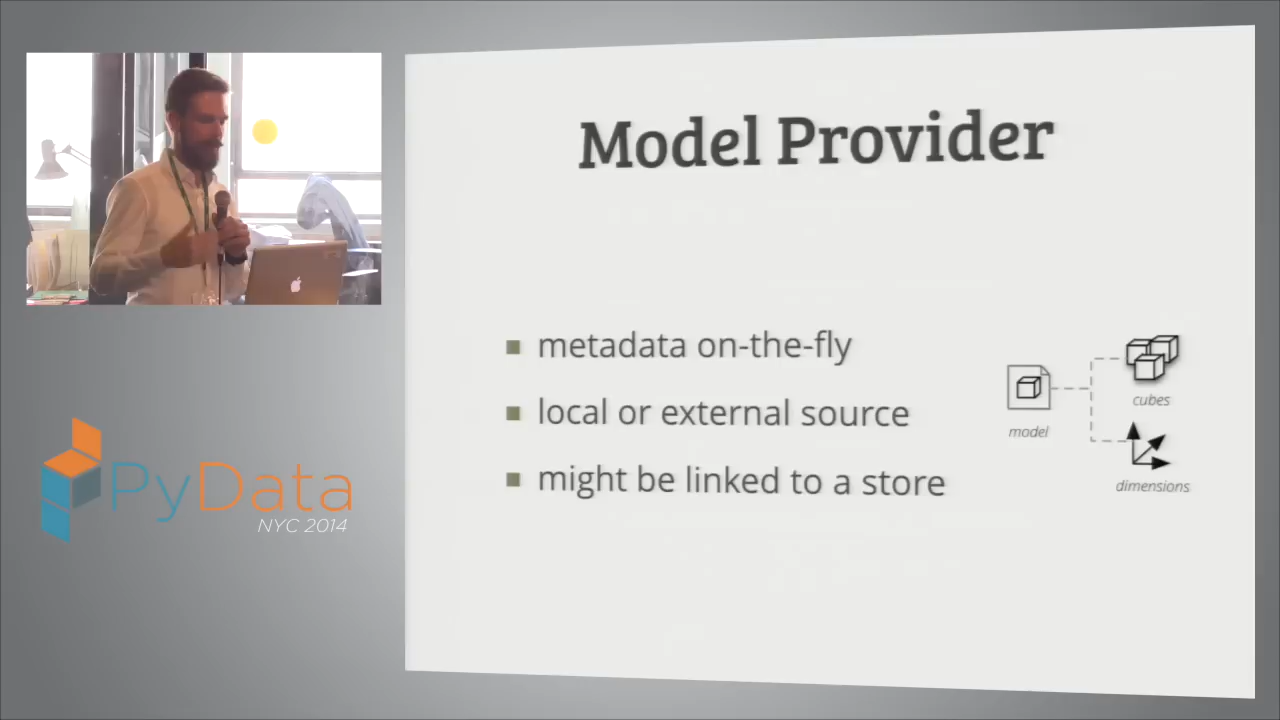 Model Provider
metadata on-the-fly
local or external source
might be linked to a store
model
cubes
dimensions
PyData
NYC 2014